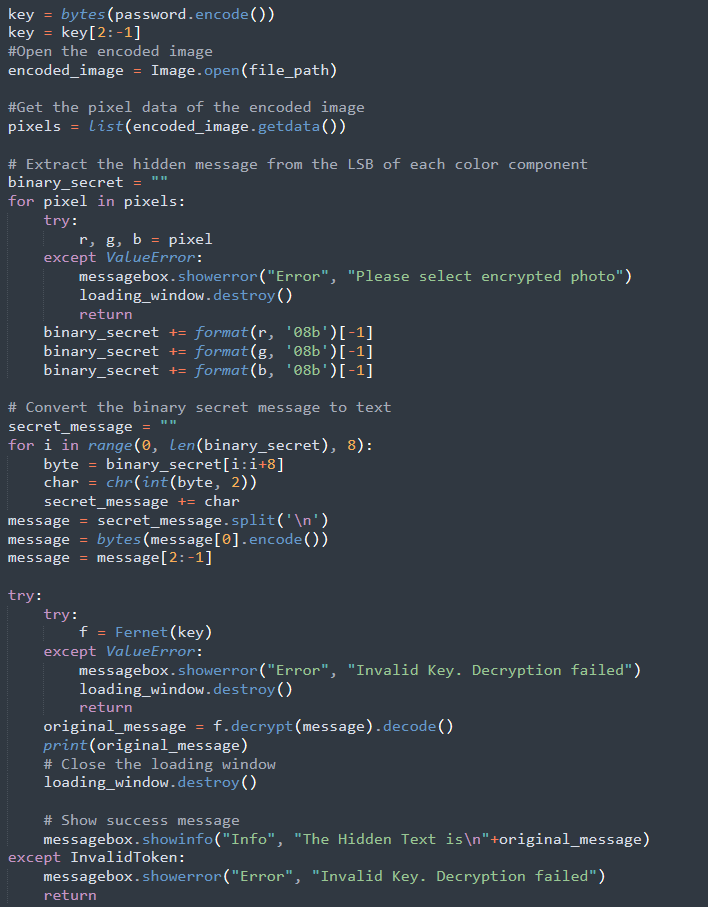 key = bytes(password.encode())
key = key[2:-1]
#Open the encoded image
encoded_image = Image.open(file_path)

#Get the pixel data of the encoded image
pixels = list(encoded_image.getdata())

# Extract the hidden message from the LSB of each color component
binary_secret = ""
for pixel in pixels:
    try:
        r, g, b = pixel
    except ValueError:
        messagebox.showerror("Error", "Please select encrypted photo")
        loading_window.destroy()
        return
    binary_secret += format(r, '08b')[-1]
    binary_secret += format(g, '08b')[-1]
    binary_secret += format(b, '08b')[-1]

# Convert the binary secret message to text
secret_message = ""
for i in range(0, len(binary_secret), 8):
    byte = binary_secret[i:i+8]
    char = chr(int(byte, 2))
    secret_message += char
message = secret_message.split('\n')
message = bytes(message[0].encode())
message = message[2:-1]

try:
    try:
        f = Fernet(key)
    except ValueError:
        messagebox.showerror("Error", "Invalid Key. Decryption failed")
        loading_window.destroy()
        return
    original_message = f.decrypt(message).decode()
    print(original_message)
    # Close the loading window
    loading_window.destroy()

    # Show success message
    messagebox.showinfo("Info", "The Hidden Text is\n"+original_message)
except InvalidToken:
    messagebox.showerror("Error", "Invalid Key. Decryption failed")
    return